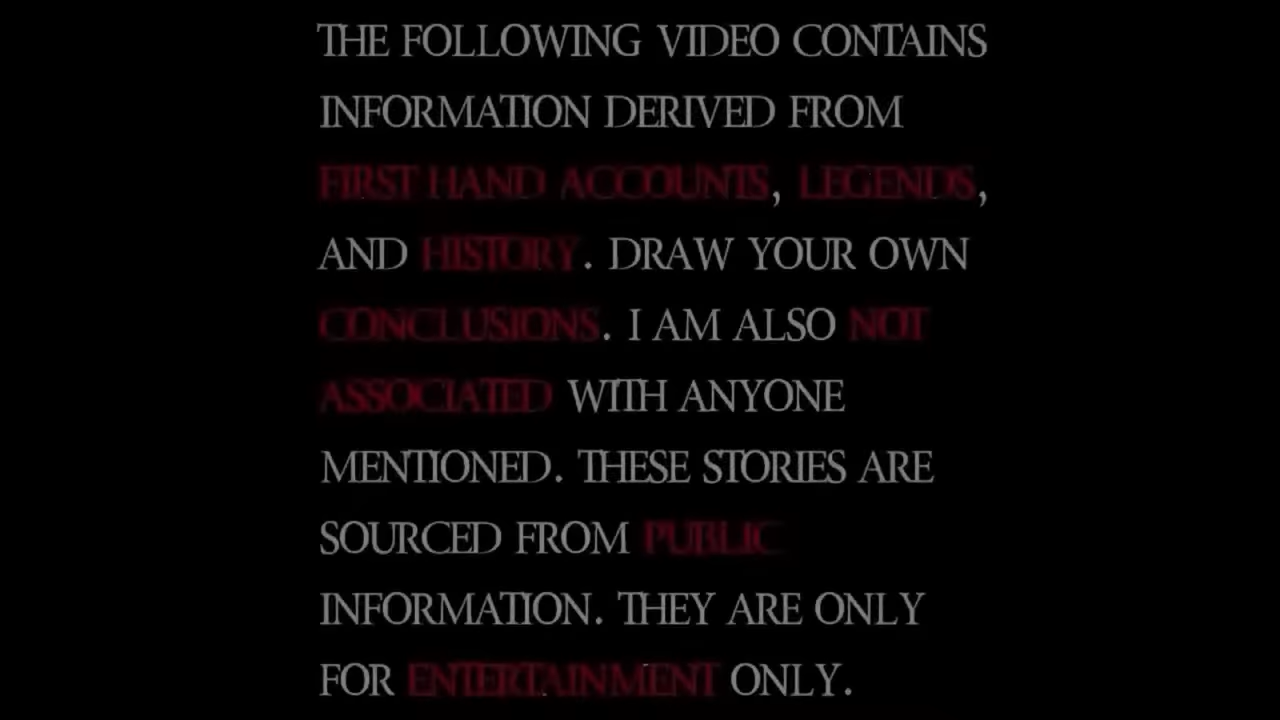 THE FOLLOWING VIDEO CONTAINS
INFORMATION DERIVED FROM
FIRST HAND ACCOUNTS, LEGENDS,
AND HISTORY. DRAW YOUR OWN
CONCLUSIONS. I AM ALSO NOT
ASSOCIATED WITH ANYONE
MENTIONED. THESE STORIES ARE
SOURCED FROM PUBLIC
INFORMATION. THEY ARE ONLY
FOR ENTERTAINMENT ONLY.